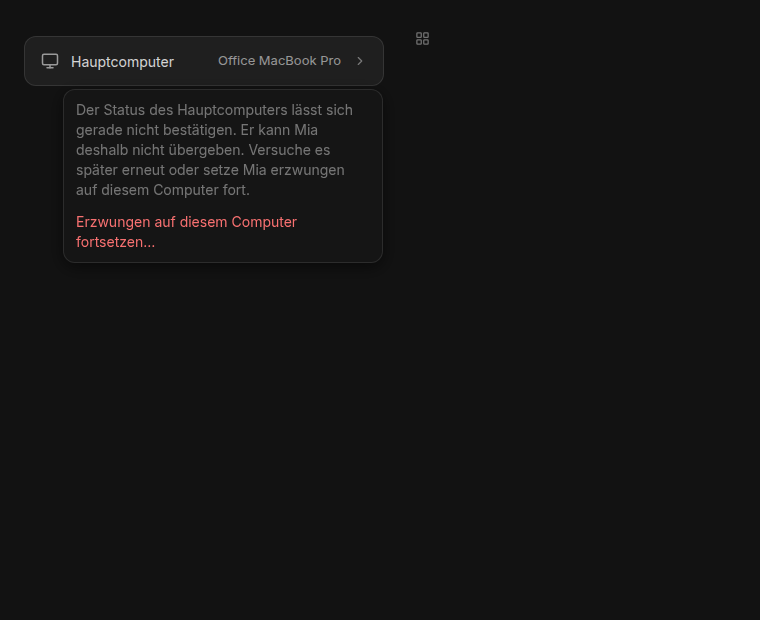 Hauptcomputer
Office MacBook Pro
Der Status des Hauptcomputers lässt sich
gerade nicht bestätigen. Er kann Mia
deshalb nicht übergeben. Versuche es
später erneut oder setze Mia erzwungen
auf diesem Computer fort.
Erzwungen auf diesem Computer
fortsetzen...